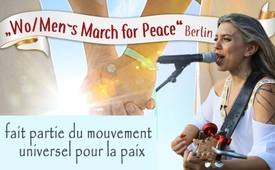 „Wo/Men~s March for Peace“ Berlin
fait partie du mouvement
universel pour la paix